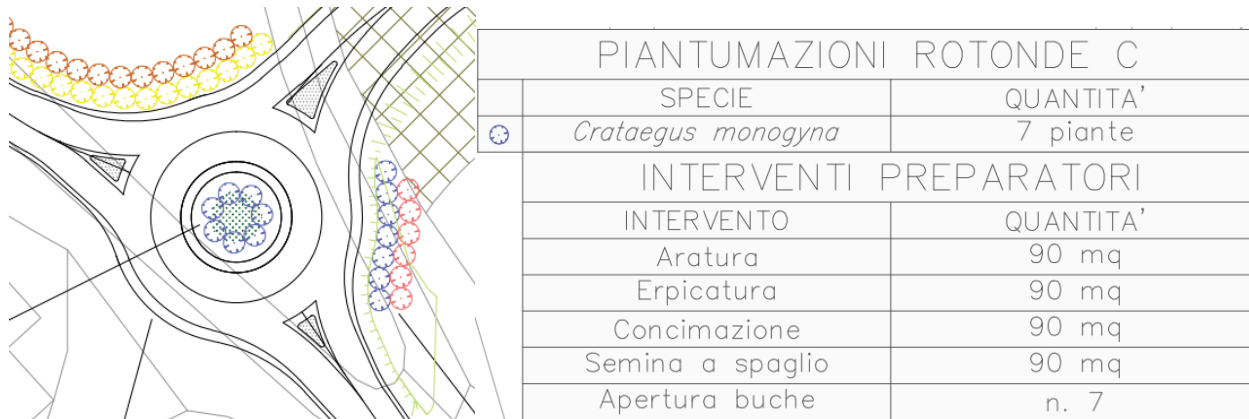 PIANTUMAZIONI ROTONDE C
SPECIE QUANTITA'
Crataegus monogyna 7 piante
INTERVENTI PREPARATORI
INTERVENTO QUANTITA'
Aratura 90 mq
Erpicatura 90 mq
Concimazione 90 mq
Semina a spaglio 90 mq
Apertura buche n. 7